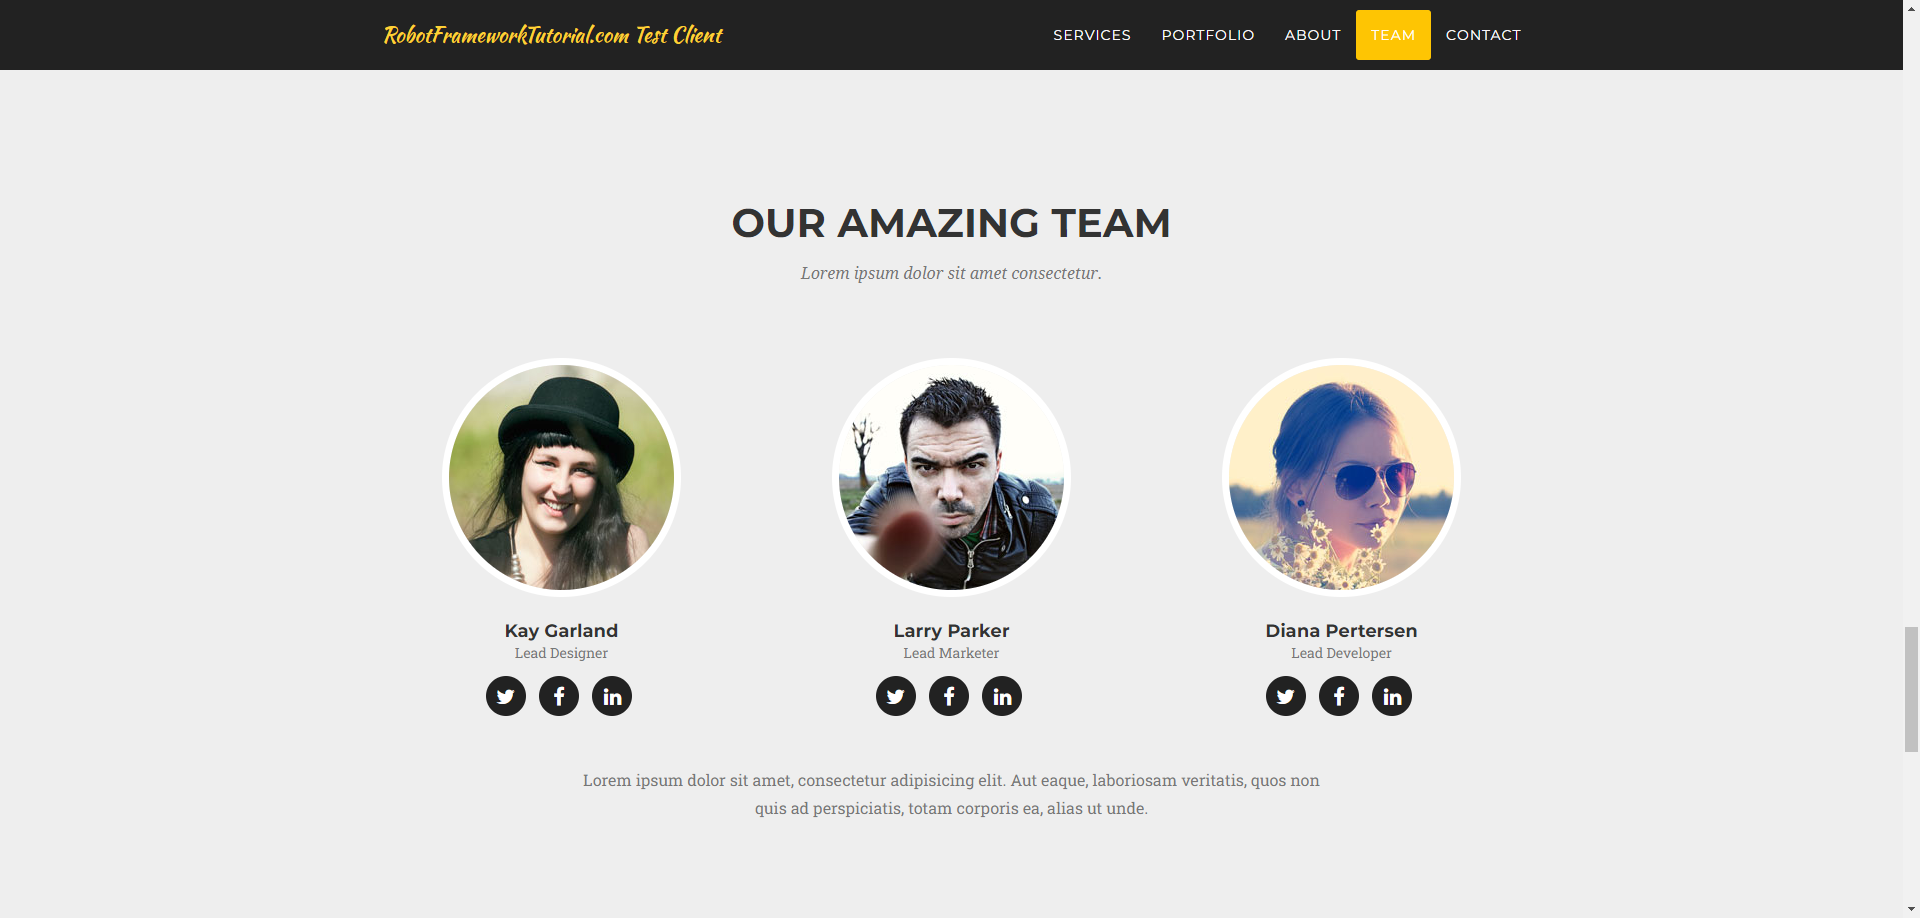 RobotFrameworkTutorial.com Test Client
SERVICES PORTFOLIO ABOUT TEAM CONTACT
OUR AMAZING TEAM
Lorem ipsum dolor sit amet consectetur.
Kay Garland
Lead Designer
Larry Parker
Lead Marketer
Diana Pertersen
Lead Developer
Lorem ipsum dolor sit amet, consectetur adipisicing elit. Aut eaque, laboriosam veritatis, quos non
quis ad perspiciatis, totam corporis ea, alias ut unde.